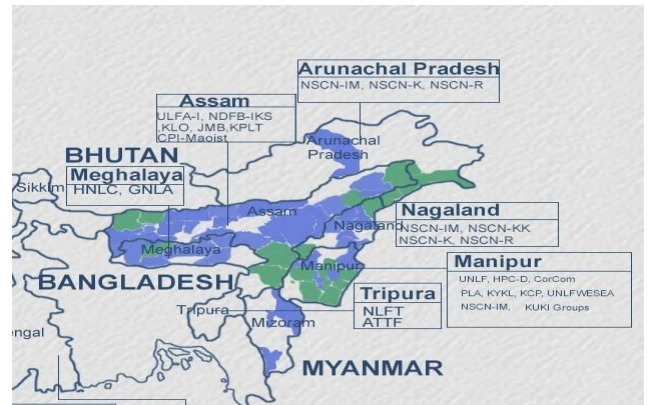 Arunachal Pradesh
NSCN-IM, NSCN-K, NSCN-R
Assam
ULFA-I, NDFB-IKS
,KLO, JMB,KPLT
CPI-Maoist
Arunachal
Pradesh
BHUTAN
Meghalaya
HNLC, GNLA
Sikkim
Assam
Nagaland
NSCN-IM, NSCN-KK
NSCN-K, NSCN-R
Nagaland
Meghalaya
Manipur
Manipur
UNLF, HPC-D, CorCom
PLA, KYKL, KCP, UNLFWESEA
NSCN-IM, KUKI Groups
BANGLADESH
Tripura
NLFT
ATTF
Tripura
Mizoram
engal
MYANMAR